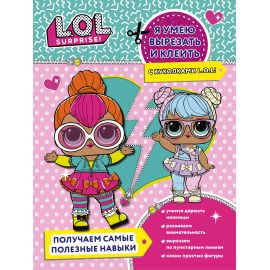 L.O.L.
SURPRISE!
Я УМЕЮ
ВЫРЕЗАТЬ
И КЛЕИТЬ
С КУКОЛКАМИ L.O.L!
ПОЛУЧАЕМ САМЫЕ
ПОЛЕЗНЫЕ НАВЫКИ
учимся держать
ножницы
развиваем
внимательность
вырезаем
по пунктирным линиям
клеим простые фигуры